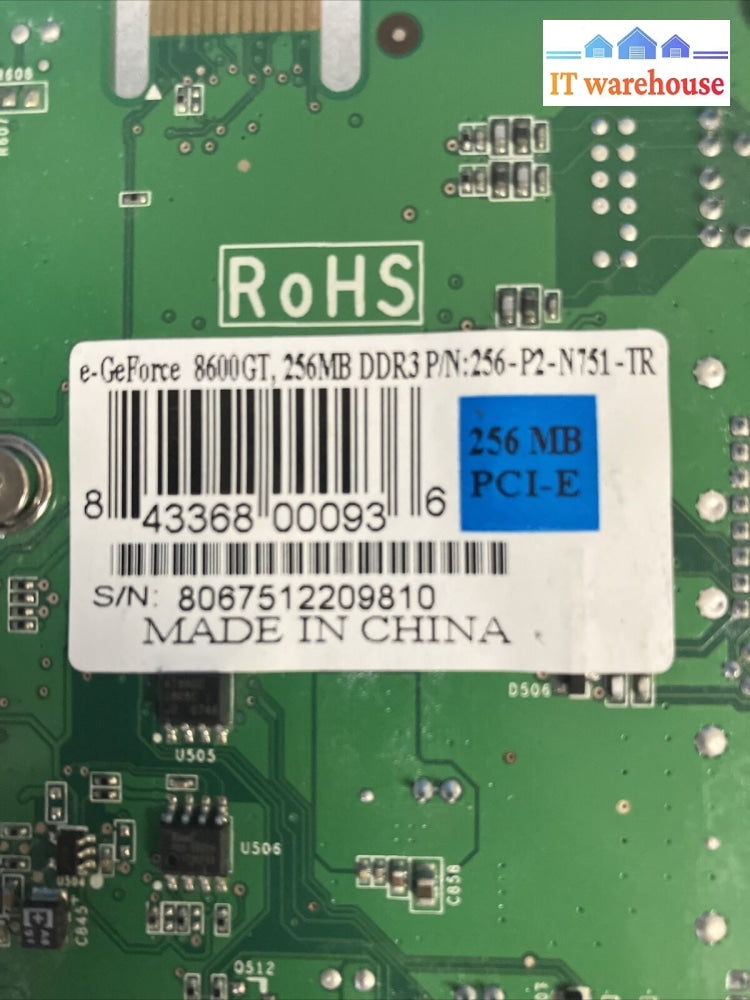 IT warehouse
RoHS
e-GeForce 8600GT, 256MB DDR3 P/N:256-P2-N751-TR
256 MB
PCI-E
8 43368 00093 6
S/N: 8067512209810
MADE IN CHINA
D506
U505
U506
C858
C845
Q512